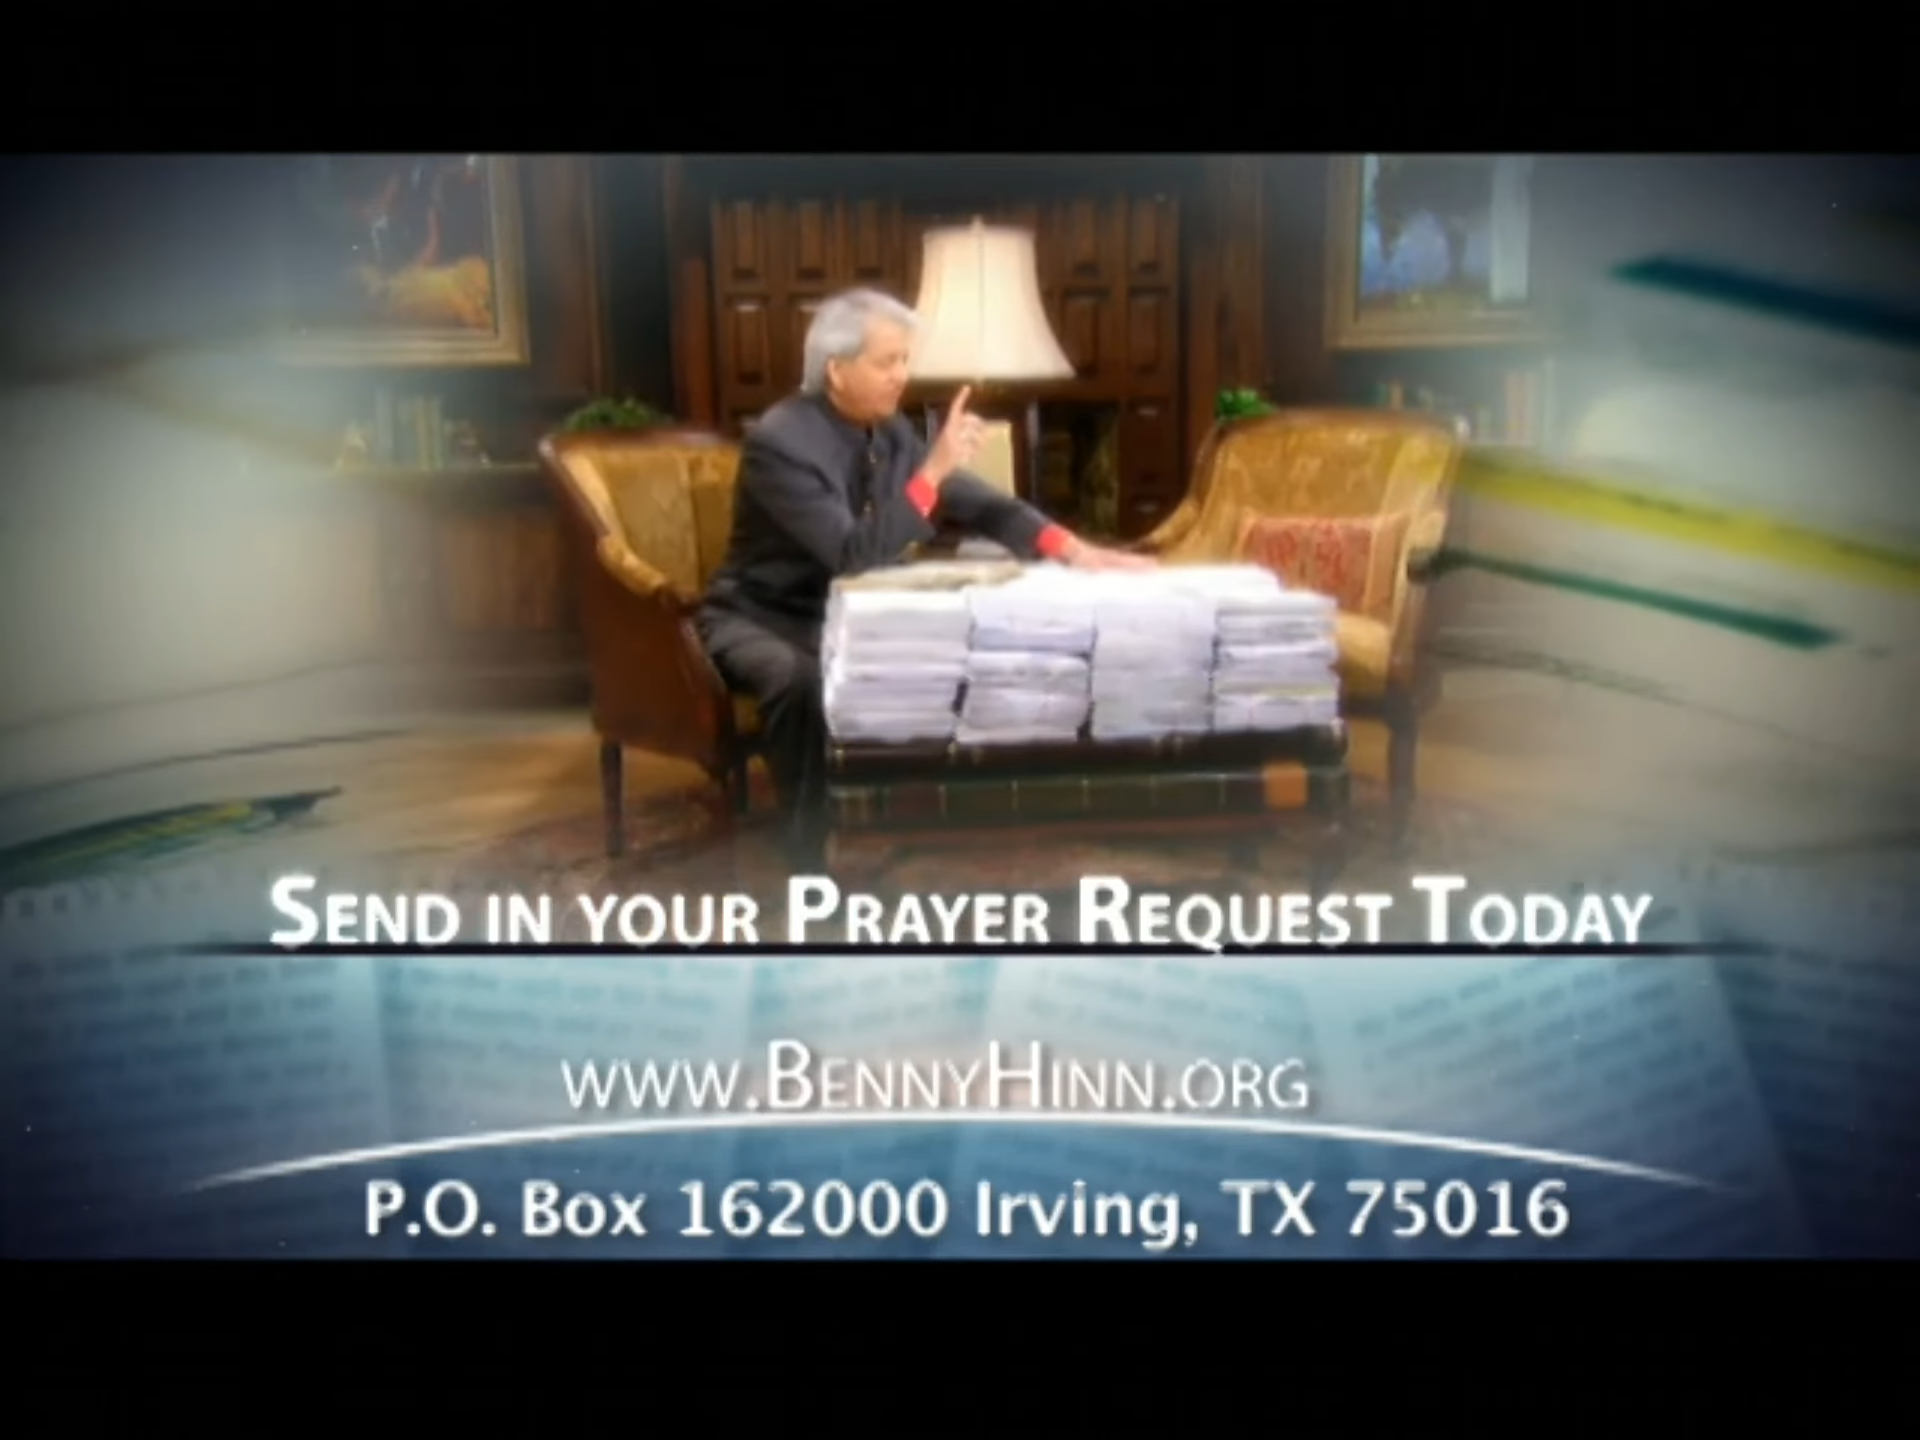 Send in your Prayer Request Today
www.BennyHinn.org
P.O. Box 162000 Irving, TX 75016